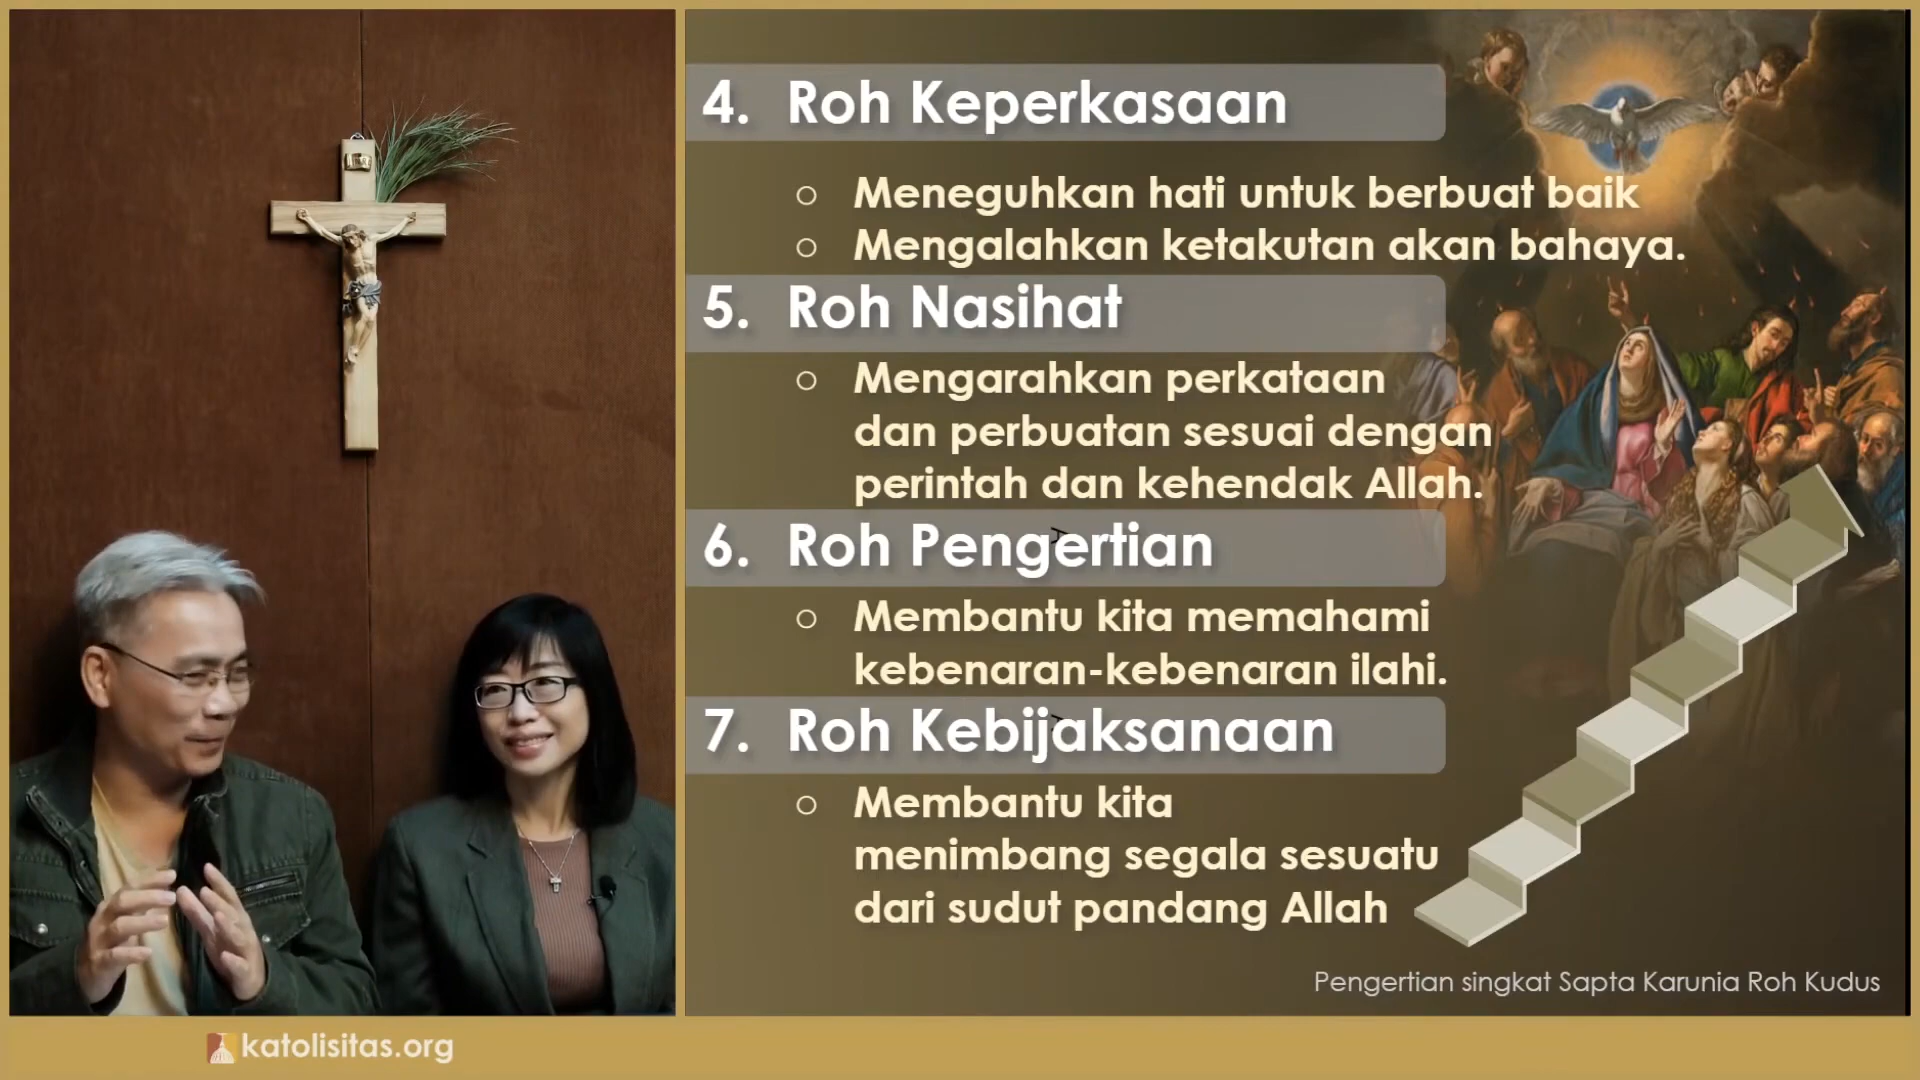 4. Roh Keperkasaan
○ Meneguhkan hati untuk berbuat baik
○ Mengalahkan ketakutan akan bahaya.
5. Roh Nasihat
○ Mengarahkan perkataan
dan perbuatan sesuai dengan
perintah dan kehendak Allah.
6. Roh Pengertian
○ Membantu kita memahami
kebenaran-kebenaran ilahi.
7. Roh Kebijaksanaan
○ Membantu kita
menimbang segala sesuatu
dari sudut pandang Allah
Pengertian singkat Sapta Karunia Roh Kudus
katolisitas.org